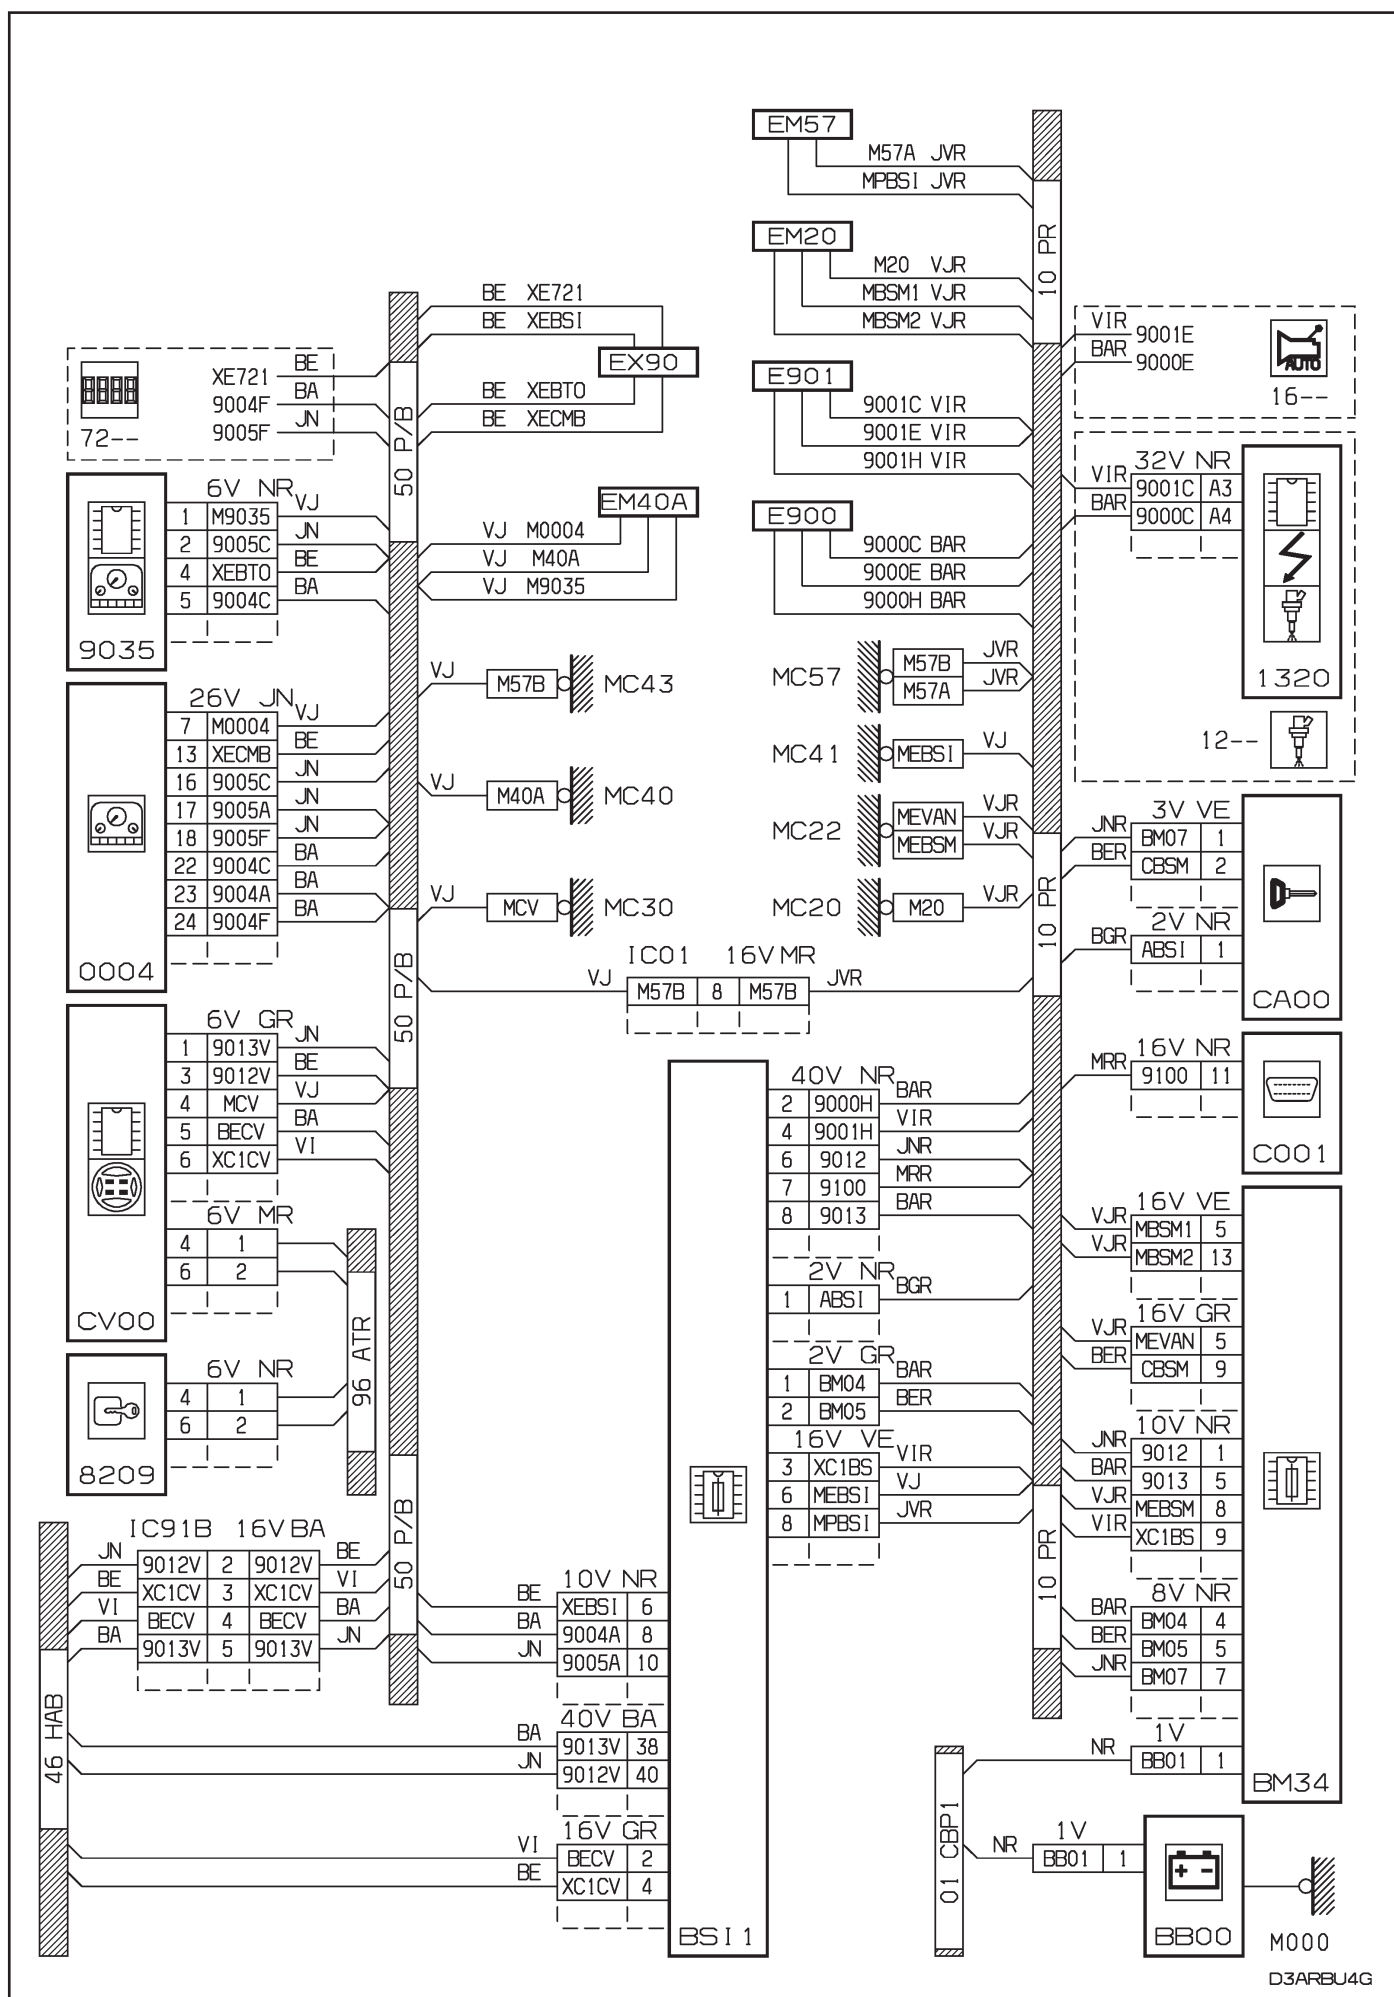 EM57
M57A JVR
MPBSI JVR
10 PR
EM20
M20 VJR
MBSM1 VJR
MBSM2 VJR
BE XE721
BE XEBSI
EX90
BE XEBTO
BE XECMB
XE721 BE
9004F BA
9005F JN
72--
50 P/B
E901
9001C VIR
9001E VIR
9001H VIR
VIR 9001E
BAR 9000E
AUTO
16--
6V NR
1 M9035 VJ
2 9005C JN
4 XEBTO BE
5 9004C BA
9035
EM40A
VJ M0004
VJ M40A
VJ M9035
E900
9000C BAR
9000E BAR
9000H BAR
32V NR
VIR 9001C A3
BAR 9000C A4
1320
12--
VJ M57B MC43
MC57 M57B JVR
M57A JVR
26V JN
7 M0004 VJ
13 XECMB BE
16 9005C JN
17 9005A JN
18 9005F JN
22 9004C BA
23 9004A BA
24 9004F BA
0004
MC41 MEBSI VJ
VJ M40A MC40
MC22 MEVAN VJR
MEBSM VJR
VJ MCV MC30
MC20 M20 VJR
3V VE
JNR BM07 1
BER CBSM 2
2V NR
BGR ABSI 1
CA00
10 PR
50 P/B
IC01 16V MR
VJ M57B 8 M57B JVR
6V GR
1 9013V JN
3 9012V BE
4 MCV VJ
5 BECV BA
6 XC1CV VI
6V MR
4 1
6 2
CV00
96 ATR
6V NR
4 1
6 2
8209
16V NR
MRR 9100 11
C001
40V NR
2 9000H BAR
4 9001H VIR
6 9012 JNR
7 9100 MRR
8 9013 BAR
2V NR
1 ABSI BGR
2V GR
1 BM04 BAR
2 BM05 BER
16V VE
3 XC1BS VIR
6 MEBSI VJ
8 MPBSI JVR
16V VE
VJR MBSM1 5
VJR MBSM2 13
16V GR
VJR MEVAN 5
BER CBSM 9
10V NR
JNR 9012 1
BAR 9013 5
VJR MEBSM 8
VIR XC1BS 9
8V NR
BAR BM04 4
BER BM05 5
JNR BM07 7
1V
NR BB01 1
BM34
10 PR
50 P/B
IC91B 16V BA
JN 9012V 2 9012V BE
BE XC1CV 3 XC1CV VI
VI BECV 4 BECV BA
BA 9013V 5 9013V JN
46 HAB
10V NR
BE XEBSI 6
BA 9004A 8
JN 9005A 10
40V BA
BA 9013V 38
JN 9012V 40
16V GR
VI BECV 2
BE XC1CV 4
BSI1
01 CBP1
1V
NR BB01 1
+ -
BB00
M000
D3ARBU4G